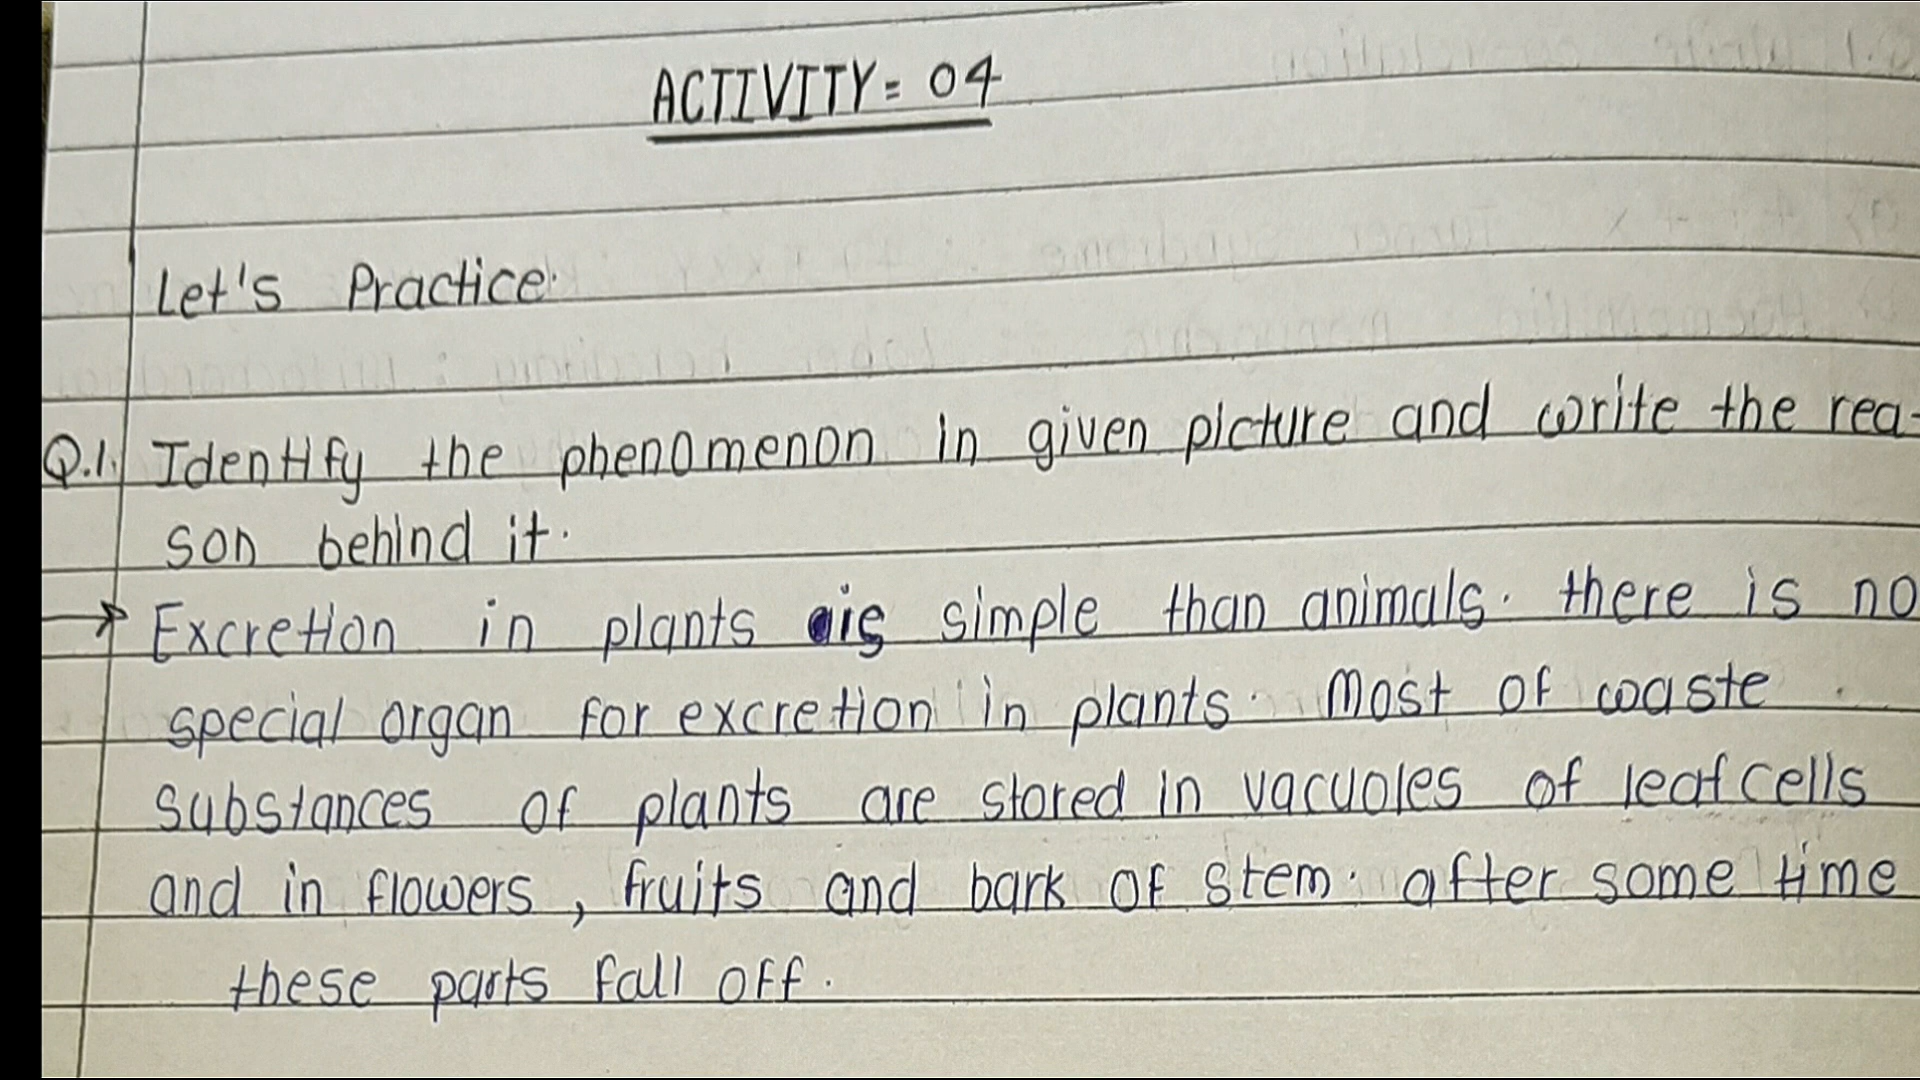 ACTIVITY = 04
Let's Practice.
Q.1. Identify the phenomenon in given picture and write the rea-
son behind it.
→ Excretion in plants is simple than animals. there is no
special organ for excretion in plants. Most of waste
substances of plants are stored in vacuoles of leaf cells
and in flowers, fruits and bark of stem. after some time
these parts fall off.